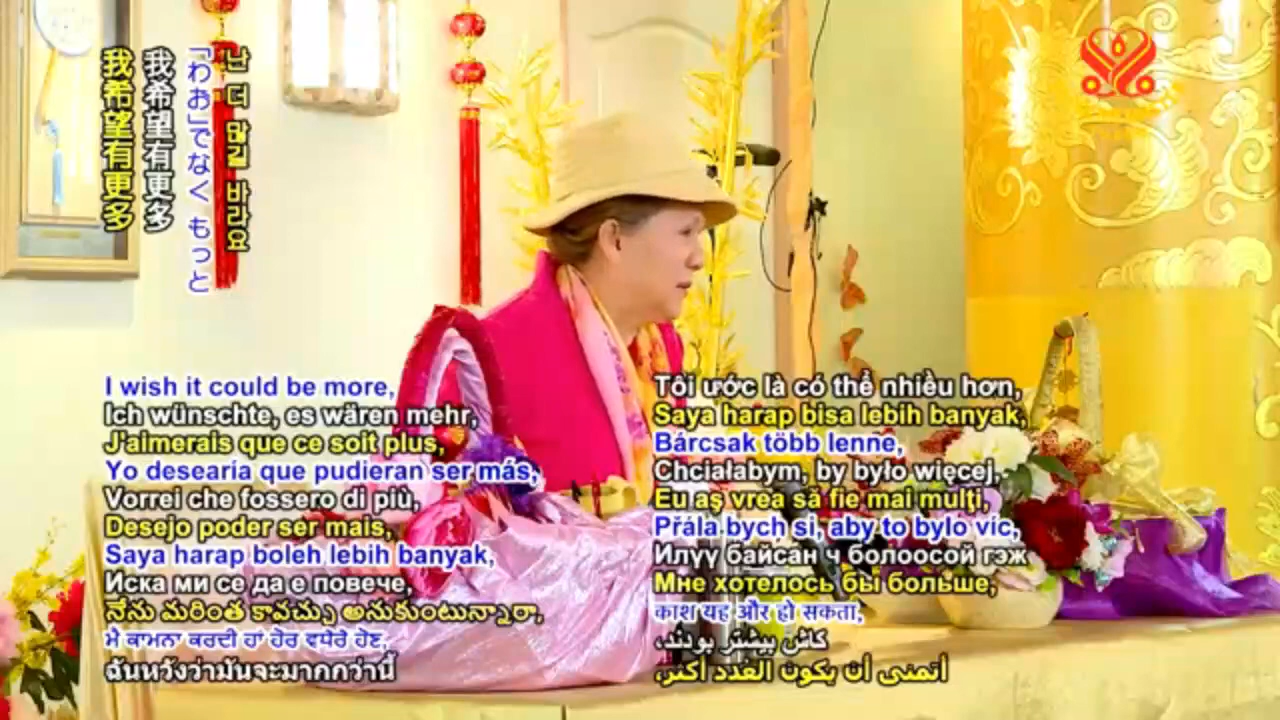 난 더 많길 바라요
「わお」でなく もっと
我希望有更多
我希望有更多
I wish it could be more,
Ich wünschte, es wären mehr,
J'aimerais que ce soit plus,
Yo desearía que pudieran ser más,
Vorrei che fossero di più,
Desejo poder ser mais,
Saya harap boleh lebih banyak,
Иска ми се да е повече,
నేను మరింత కావచ్చు అనుకుంటున్నారా,
ਮੈਂ ਕਾਮਨਾ ਕਰਦੀ ਹਾਂ ਹੋਰ ਵਧੇਰੇ ਹੋਣ,
ฉันหวังว่ามันจะมากกว่านี้
Tôi ước là có thể nhiều hơn,
Saya harap bisa lebih banyak,
Bárcsak több lenne,
Chciałabym, by było więcej,
Eu aş vrea să fie mai mulţi,
Přála bych si, aby to bylo víc,
Илүү байсан ч болоосой гэж
Мне хотелось бы больше,
काश यह और हो सकता,
کاش بیشتر بودند،
أتمنى أن يكون العدد أكثر،